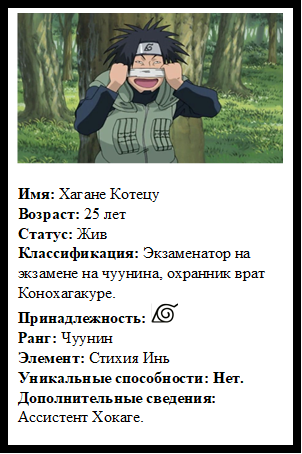 Имя: Хагане Котецу
Возраст: 25 лет
Статус: Жив
Классификация: Экзаменатор на
экзамене на чуунина, охранник врат
Конохагакуре.
Принадлежность:
Ранг: Чуунин
Элемент: Стихия Инь
Уникальные способности: Нет.
Дополнительные сведения:
Ассистент Хокаге.